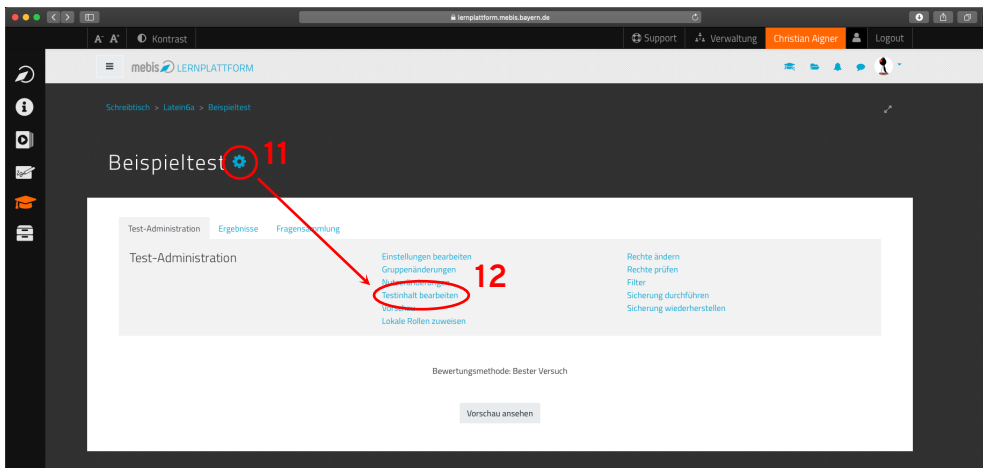 lernplattform.mebis.bayern.de
A- A+ Kontrast Support Verwaltung Christian Aigner Logout
mebis LERNPLATTFORM
Schreibtisch > Latein6a > Beispieltest
Beispieltest 11
Test-Administration Ergebnisse Fragensammlung
Test-Administration
Einstellungen bearbeiten
Gruppenänderungen
Nutzeränderungen
Testinhalt bearbeiten
Vorschau
Lokale Rollen zuweisen
12
Rechte ändern
Rechte prüfen
Filter
Sicherung durchführen
Sicherung wiederherstellen
Bewertungsmethode: Bester Versuch
Vorschau ansehen